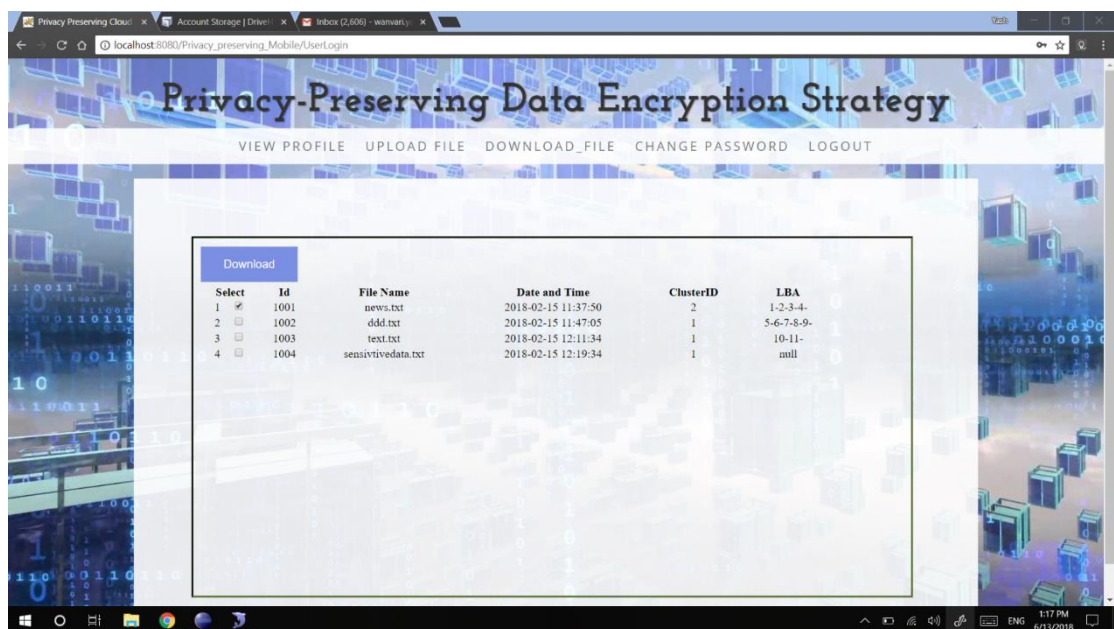 Privacy Preserving Cloud
Account Storage | DriveH
Inbox (2,606) - wanvari.y
Yash
localhost:8080/Privacy_preserving_Mobile/UserLogin
Privacy-Preserving Data Encryption Strategy
VIEW PROFILE UPLOAD FILE DOWNLOAD_FILE CHANGE PASSWORD LOGOUT
Download
Select Id File Name Date and Time ClusterID LBA
1 1001 news.txt 2018-02-15 11:37:50 2 1-2-3-4-
2 1002 ddd.txt 2018-02-15 11:47:05 1 5-6-7-8-9-
3 1003 text.txt 2018-02-15 12:11:34 1 10-11-
4 1004 sensivtivedata.txt 2018-02-15 12:19:34 1 null
ENG
1:17 PM
6/13/2018